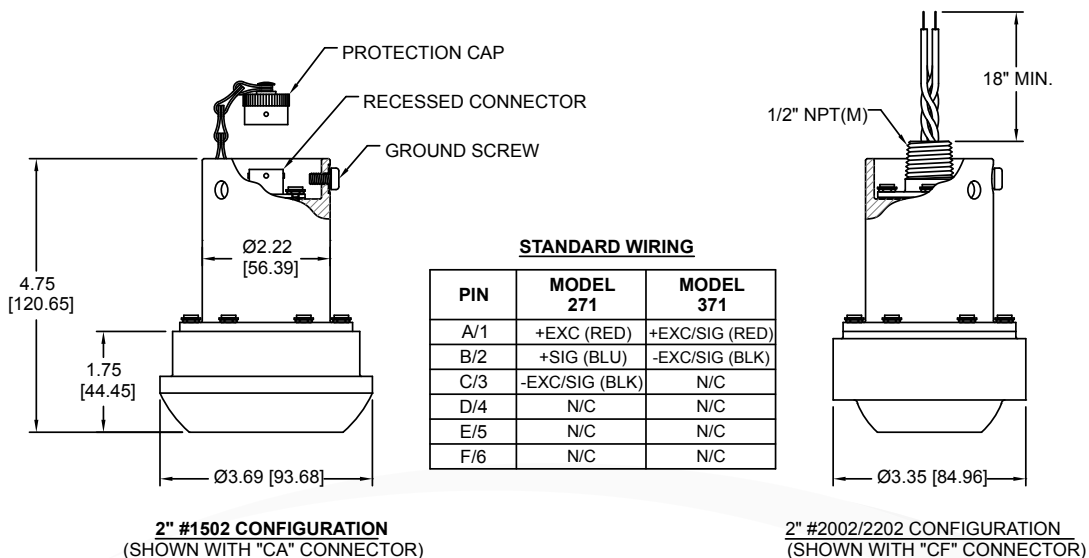 PROTECTION CAP
RECESSED CONNECTOR
GROUND SCREW
4.75
[120.65]
Ø2.22
[56.39]
1.75
[44.45]
Ø3.69 [93.68]
2" #1502 CONFIGURATION
(SHOWN WITH "CA" CONNECTOR)
STANDARD WIRING
PIN MODEL 271 MODEL 371
A/1 +EXC (RED) +EXC/SIG (RED)
B/2 +SIG (BLU) -EXC/SIG (BLK)
C/3 -EXC/SIG (BLK) N/C
D/4 N/C N/C
E/5 N/C N/C
F/6 N/C N/C
18" MIN.
1/2" NPT(M)
Ø3.35 [84.96]
2" #2002/2202 CONFIGURATION
(SHOWN WITH "CF" CONNECTOR)